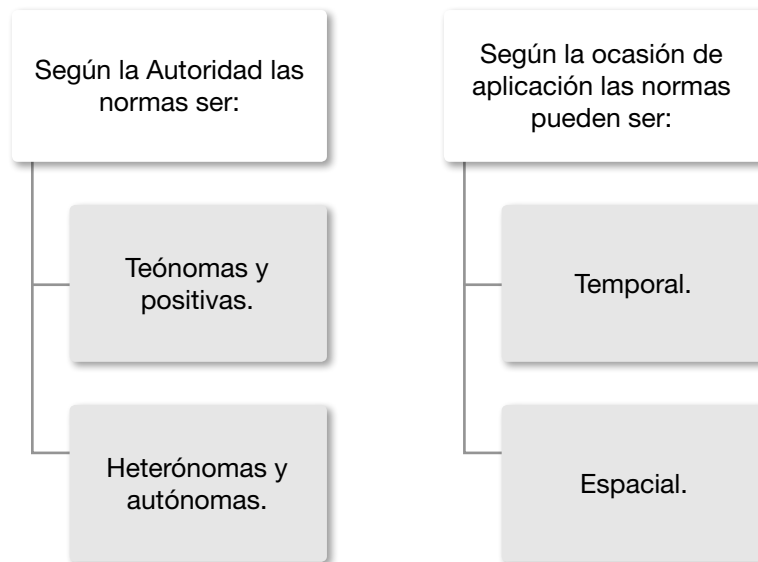 Según la Autoridad las
normas ser:
Teónomas y
positivas.
Heterónomas y
autónomas.
Según la ocasión de
aplicación las normas
pueden ser:
Temporal.
Espacial.